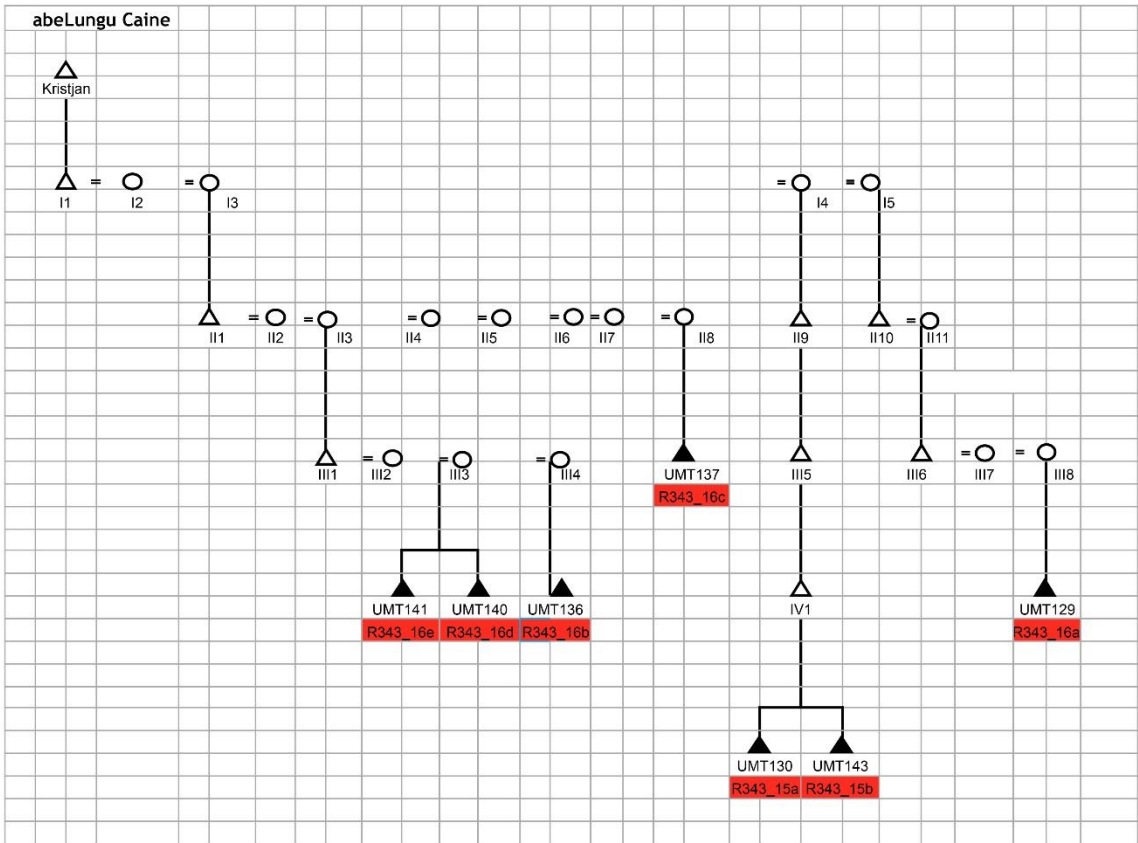 abeLungu Caine
Kristjan
= = = =
I1 I2 I3 I4 I5
= = = = = = = =
II1 II2 II3 II4 II5 II6 II7 II8 II9 II10 II11
= = = = =
III1 III2 III3 III4 UMT137 III5 III6 III7 III8
R343_16c
UMT141 UMT140 UMT136 IV1 UMT129
R343_16e R343_16d R343_16b R343_16a
UMT130 UMT143
R343_15a R343_15b